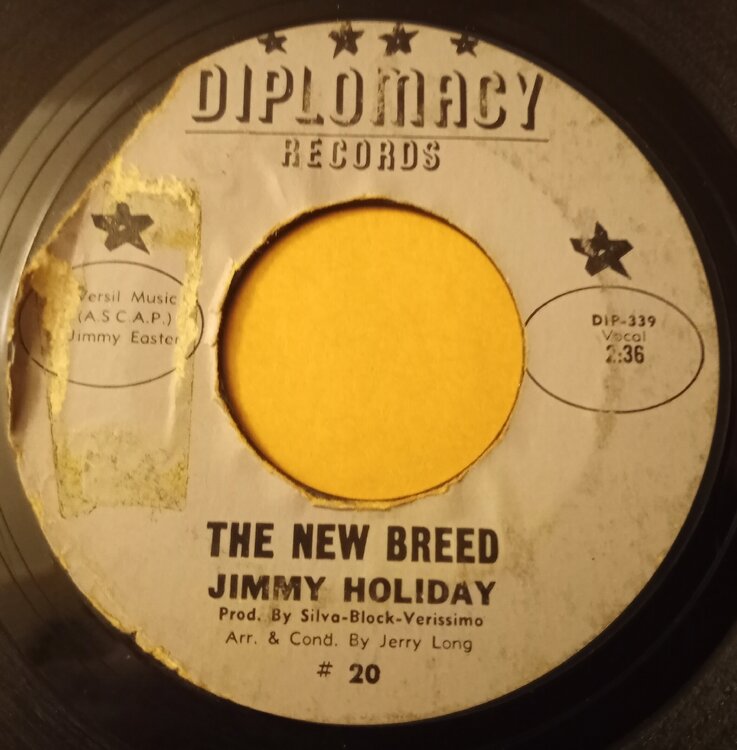 DIPLOMACY
RECORDS
Versil Music
(A.S.C.A.P.)
Jimmy Easter
DIP-339
Vocal
2:36
THE NEW BREED
JIMMY HOLIDAY
Prod. By Silva-Block-Verissimo
Arr. & Cond. By Jerry Long
# 20